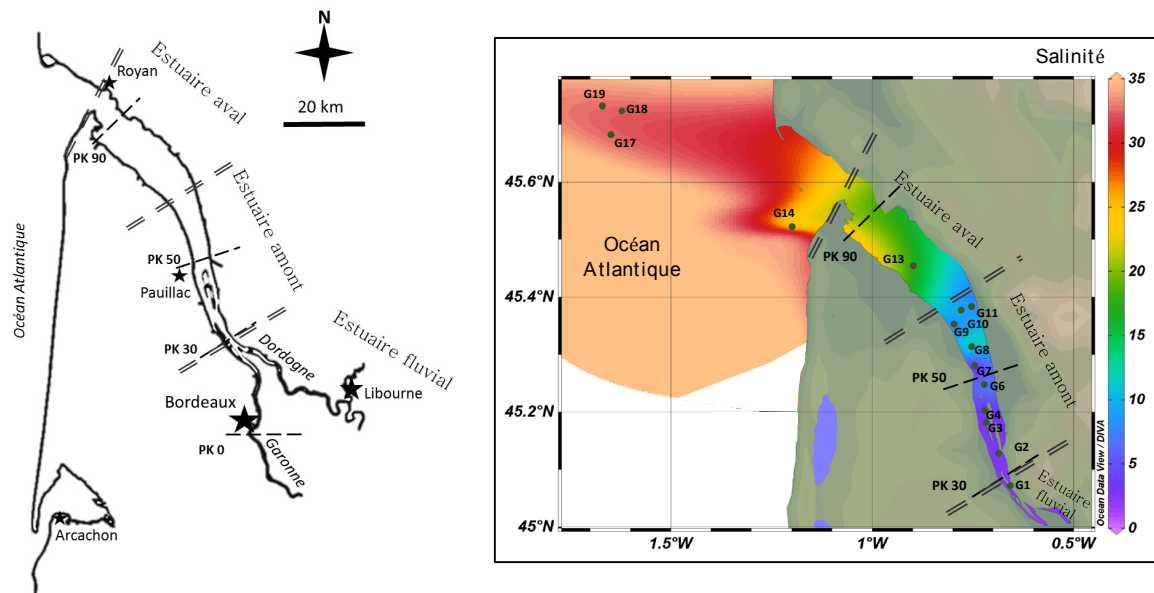 N
20 km
Royan
Estuaire aval
PK 90
Estuaire amont
Océan Atlantique
PK 50
Pauillac
Estuaire fluvial
PK 30
Dordogne
Libourne
Bordeaux
PK 0
Garonne
Arcachon
Salinité
35
30
25
20
15
10
5
0
G19
G18
G17
45.6°N
G14
Estuaire aval
Océan
Atlantique
PK 90
G13
45.4°N
G11
G10
G9
Estuaire amont
G8
G7
PK 50
G6
45.2°N
G4
G3
G2
PK 30
G1
Estuaire
fluvial
45°N
1.5°W
1°W
0.5°W
Ocean Data View / DIVA